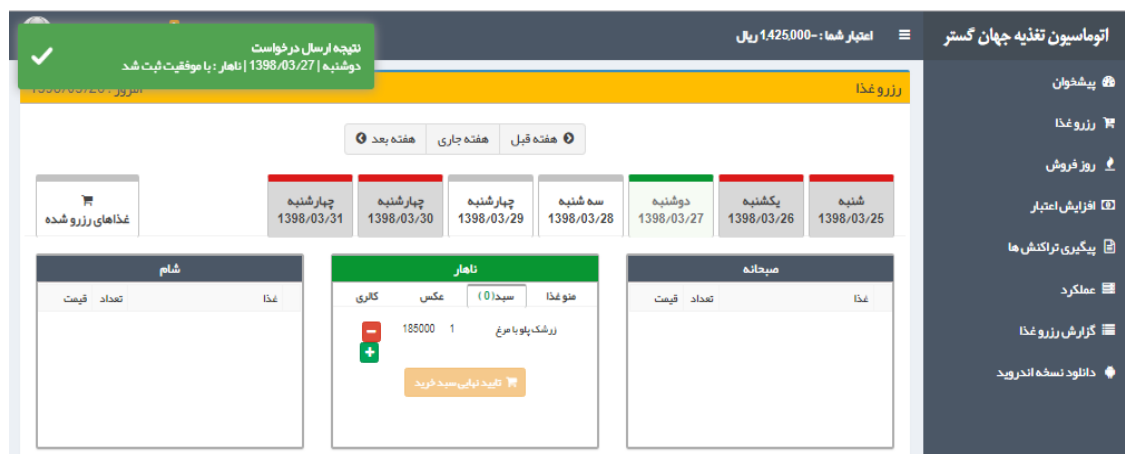 اتوماسیون تغذیه جهان گستر
اعتبار شما : -1,425,000 ریال
نتیجه ارسال درخواست
دوشنبه | 1398/03/27 | ناهار : با موفقیت ثبت شد
پیشخوان
رزرو غذا
روز فروش
افزایش اعتبار
پیگیری تراکنش ها
عملکرد
گزارش رزرو غذا
دانلود نسخه اندروید
رزرو غذا
هفته قبل هفته جاری هفته بعد
شنبه
1398/03/25
یکشنبه
1398/03/26
دوشنبه
1398/03/27
سه شنبه
1398/03/28
چهارشنبه
1398/03/29
چهارشنبه
1398/03/30
چهارشنبه
1398/03/31
غذاهای رزرو شده
صبحانه
غذا تعداد قیمت
ناهار
منو غذا سبد(0) عکس کالری
زرشک پلو با مرغ 1 185000
تایید نهایی سبد خرید
شام
غذا تعداد قیمت